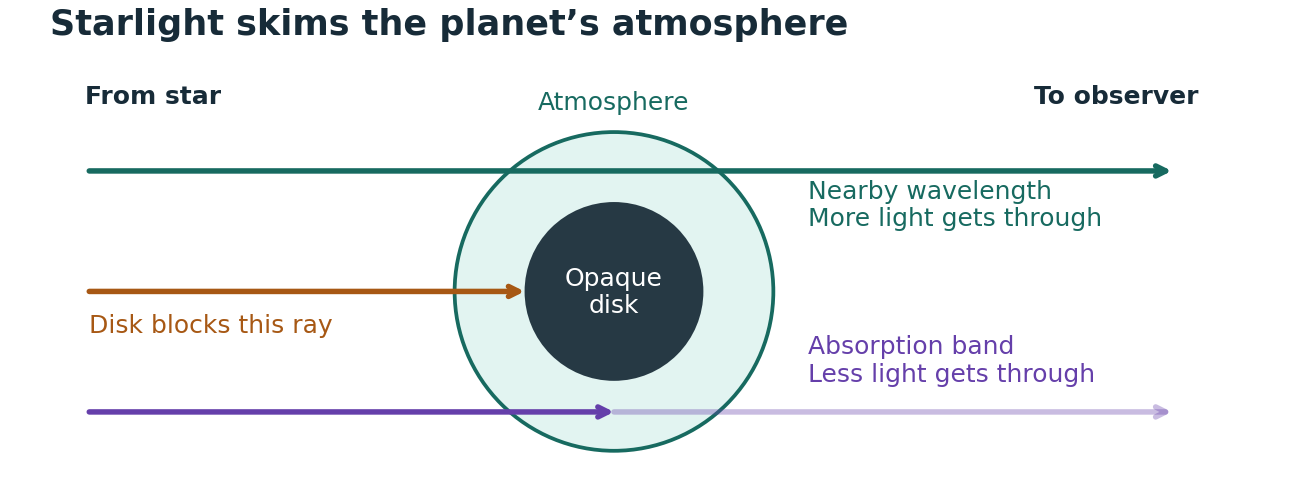 Starlight skims the planet’s atmosphere
From star
Atmosphere
To observer
Nearby wavelength
More light gets through
Opaque
disk
Disk blocks this ray
Absorption band
Less light gets through